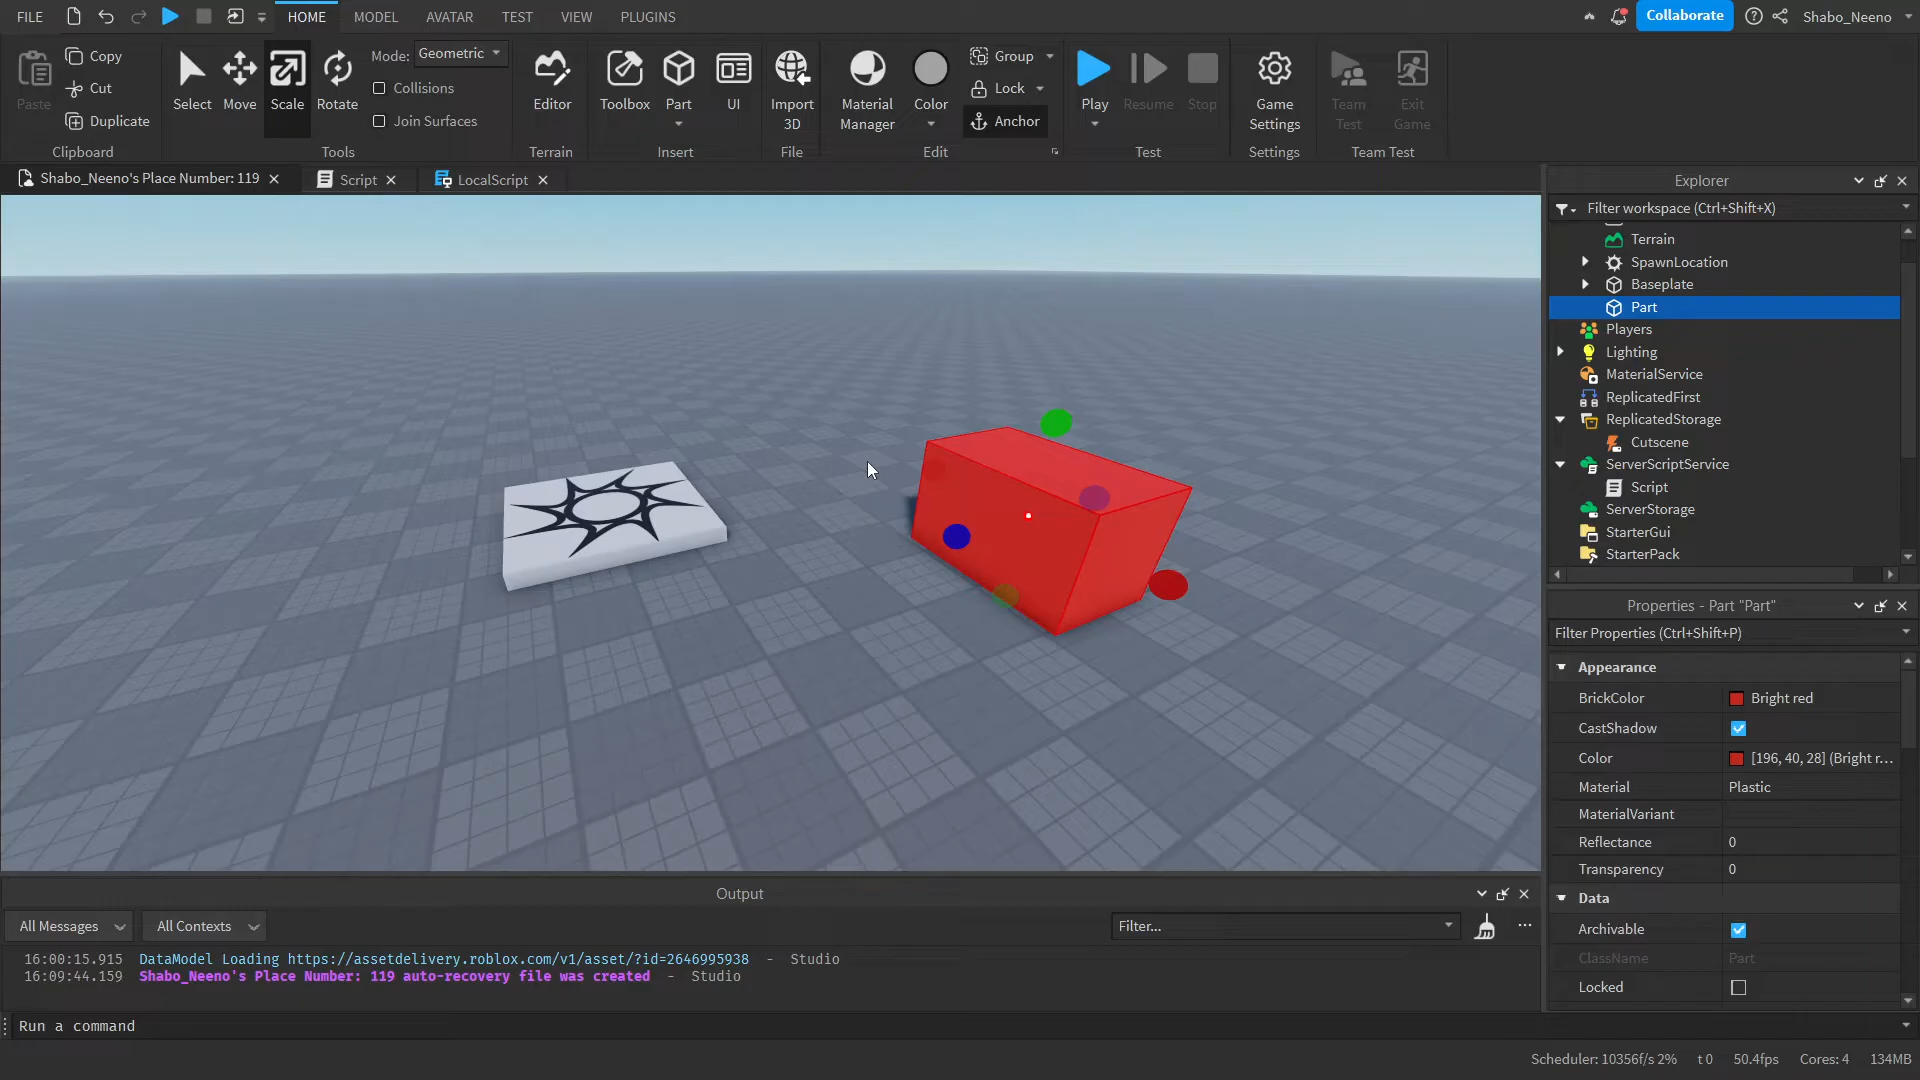 FILE
HOME
MODEL
AVATAR
TEST
VIEW
PLUGINS
Collaborate
Shabo_Neeno
Paste
Copy
Cut
Duplicate
Clipboard
Select
Move
Scale
Rotate
Mode:
Geometric
Collisions
Join Surfaces
Tools
Editor
Terrain
Toolbox
Part
UI
Insert
Import
3D
File
Material
Manager
Color
Group
Lock
Anchor
Edit
Play
Resume
Stop
Test
Game
Settings
Settings
Team
Test
Exit
Game
Team Test
Shabo_Neeno's Place Number: 119
Script
LocalScript
Explorer
Filter workspace (Ctrl+Shift+X)
Terrain
SpawnLocation
Baseplate
Part
Players
Lighting
MaterialService
ReplicatedFirst
ReplicatedStorage
Cutscene
ServerScriptService
Script
ServerStorage
StarterGui
StarterPack
Properties - Part "Part"
Filter Properties (Ctrl+Shift+P)
Appearance
BrickColor Bright red
CastShadow
Color [196, 40, 28] (Bright r...
Material Plastic
MaterialVariant
Reflectance 0
Transparency 0
Data
Archivable
ClassName Part
Locked
Output
All Messages
All Contexts
Filter...
16:00:15.915 DataModel Loading https://assetdelivery.roblox.com/v1/asset/?id=2646995938 - Studio
16:09:44.159 Shabo_Neeno's Place Number: 119 auto-recovery file was created - Studio
Run a command
Scheduler: 10356f/s 2% t 0 50.4fps Cores: 4 134MB